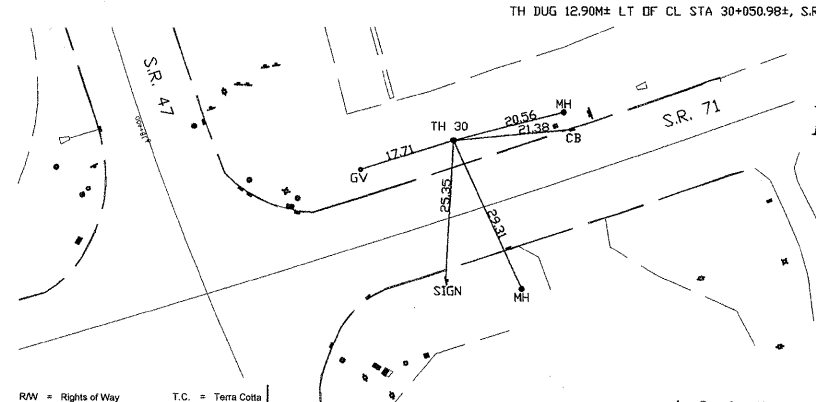 TH DUG 12.90M± LT OF CL STA 30+050.98±, S.R
S.R. 47
MH
20.56
TH 30
21.38
S.R. 71
CB
17.71
GV
25.35
29.31
SIGN
MH
R/W = Rights of Way
T.C. = Terra Cotta